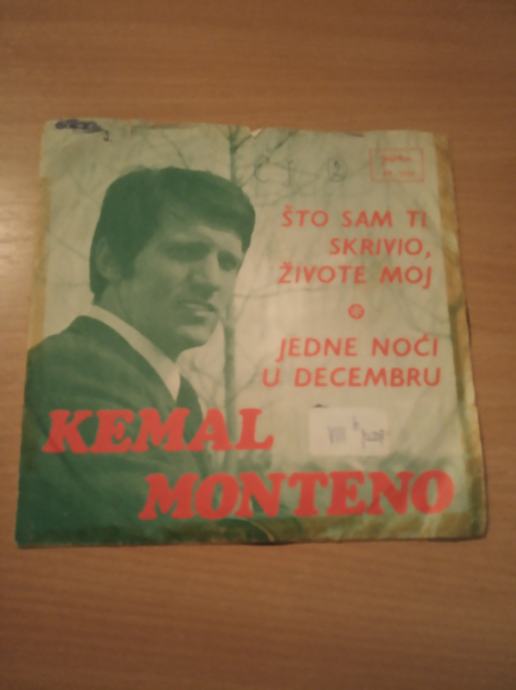 ŠTO SAM TI
SKRIVIO,
ŽIVOTE MOJ
JEDNE NOĆI
U DECEMBRU
KEMAL
MONTENO